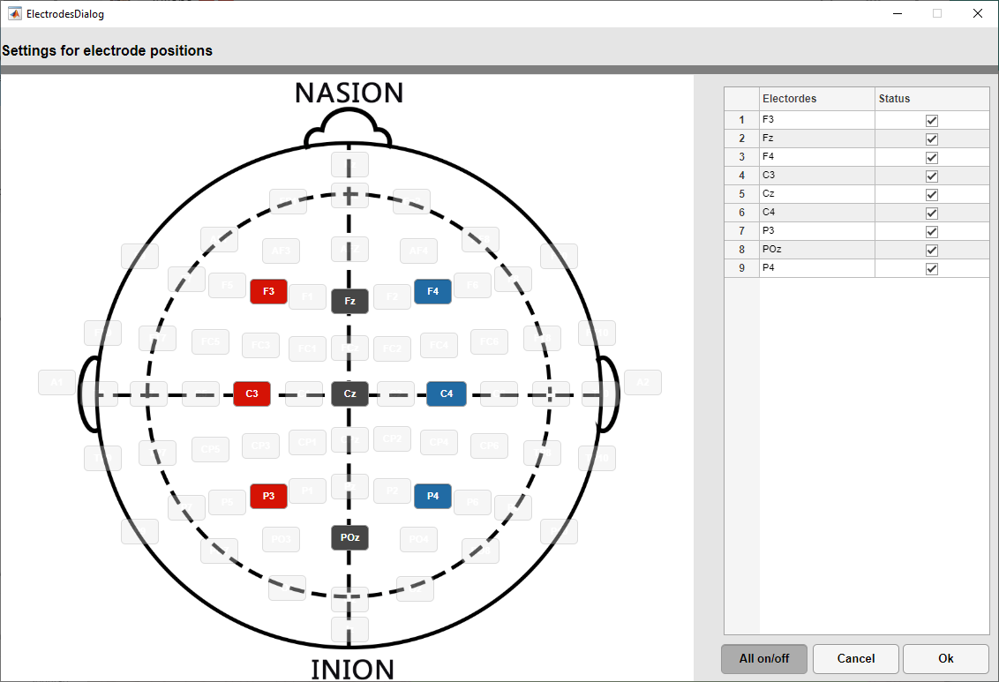 ElectrodesDialog
Settings for electrode positions
NASION
AF3 AF4
F5 F3 F1 Fz F2 F4 F6
FC5 FC3 FC1 FCz FC2 FC4 FC6
A1 A2
C3 Cz C4
CP5 CP3 CP1 CPz CP2 CP4 CP6
P5 P3 P1 Pz P2 P4 P6
PO3 POz PO4
INION
Electordes Status
1 F3
2 Fz
3 F4
4 C3
5 Cz
6 C4
7 P3
8 POz
9 P4
All on/off Cancel Ok